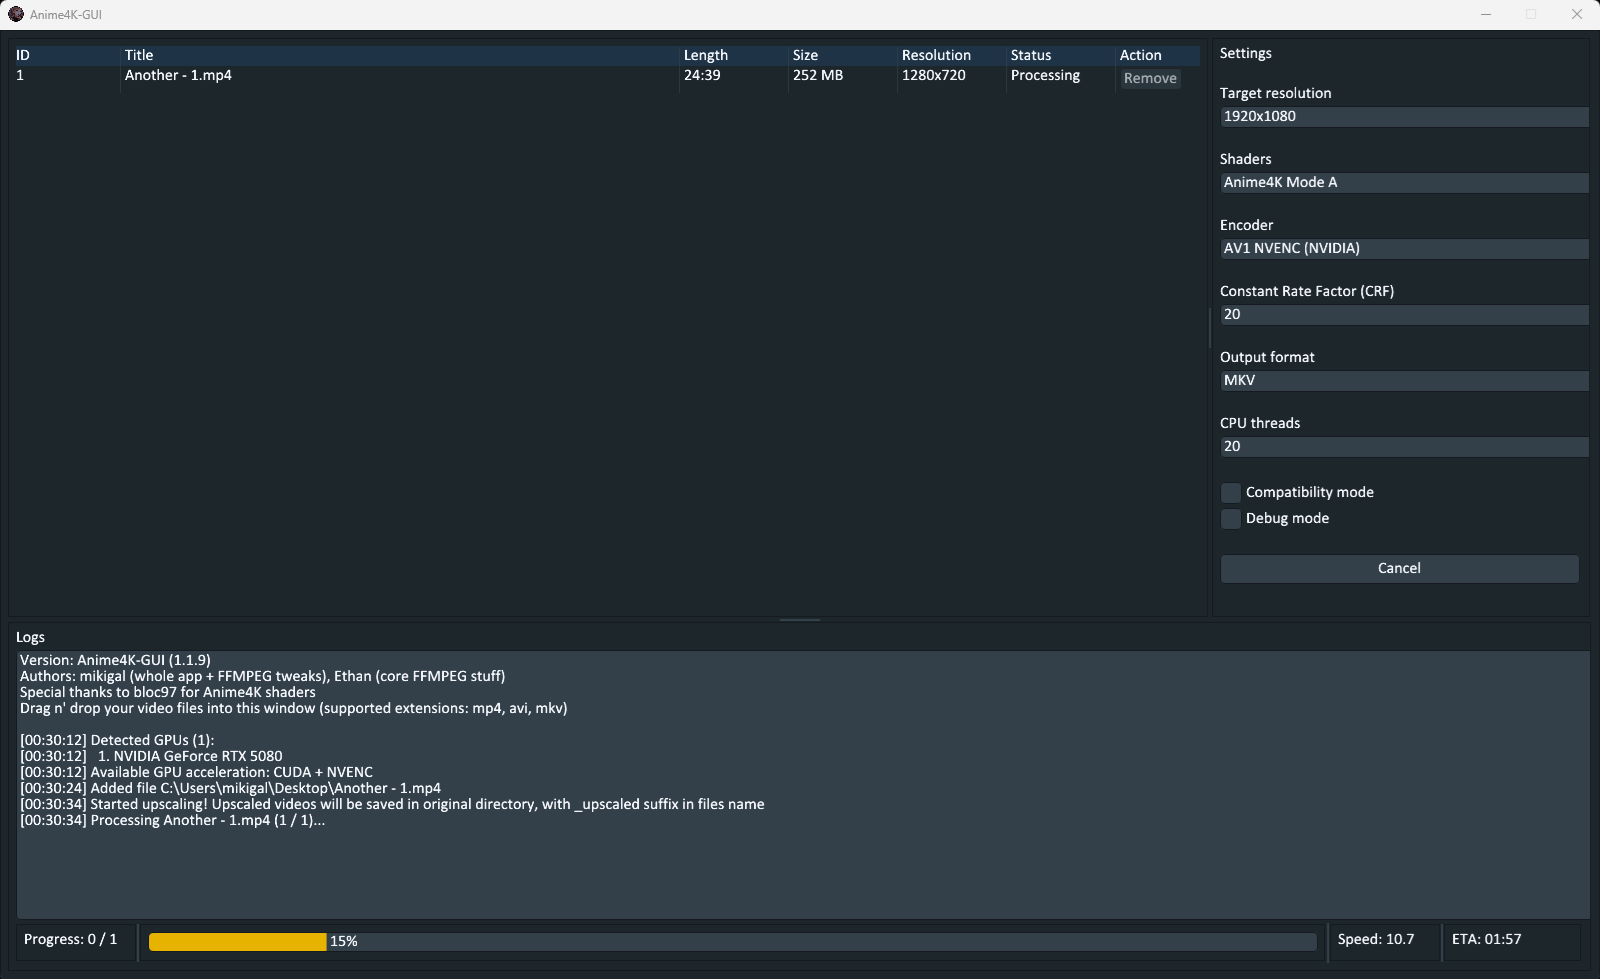 Anime4K-GUI
ID Title Length Size Resolution Status Action
1 Another - 1.mp4 24:39 252 MB 1280x720 Processing Remove
Settings
Target resolution
1920x1080
Shaders
Anime4K Mode A
Encoder
AV1 NVENC (NVIDIA)
Constant Rate Factor (CRF)
20
Output format
MKV
CPU threads
20
Compatibility mode
Debug mode
Cancel
Logs
Version: Anime4K-GUI (1.1.9)
Authors: mikigal (whole app + FFMPEG tweaks), Ethan (core FFMPEG stuff)
Special thanks to bloc97 for Anime4K shaders
Drag n' drop your video files into this window (supported extensions: mp4, avi, mkv)
[00:30:12] Detected GPUs (1):
[00:30:12] 1. NVIDIA GeForce RTX 5080
[00:30:12] Available GPU acceleration: CUDA + NVENC
[00:30:24] Added file C:\Users\mikigal\Desktop\Another - 1.mp4
[00:30:34] Started upscaling! Upscaled videos will be saved in original directory, with _upscaled suffix in files name
[00:30:34] Processing Another - 1.mp4 (1 / 1)...
Progress: 0 / 1 15% Speed: 10.7 ETA: 01:57